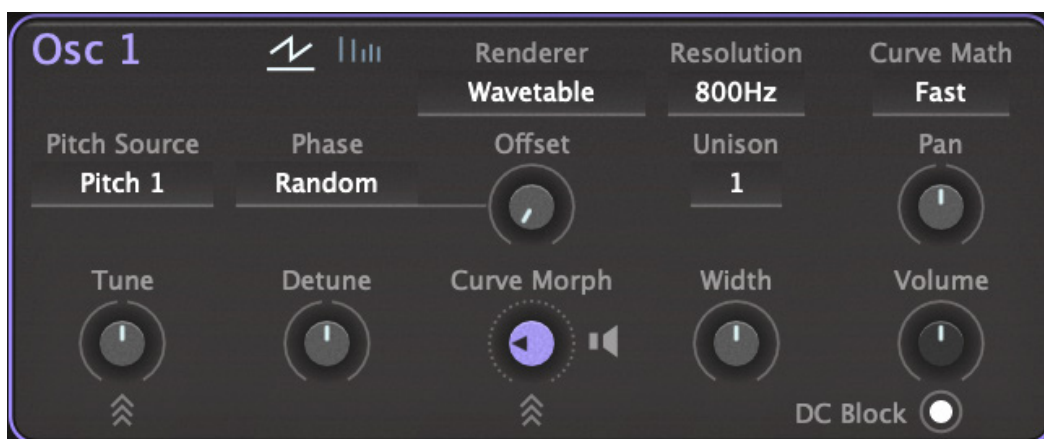 Osc 1
Renderer Resolution Curve Math
Wavetable 800Hz Fast
Pitch Source Phase Offset Unison Pan
Pitch 1 Random 1
Tune Detune Curve Morph Width Volume
DC Block